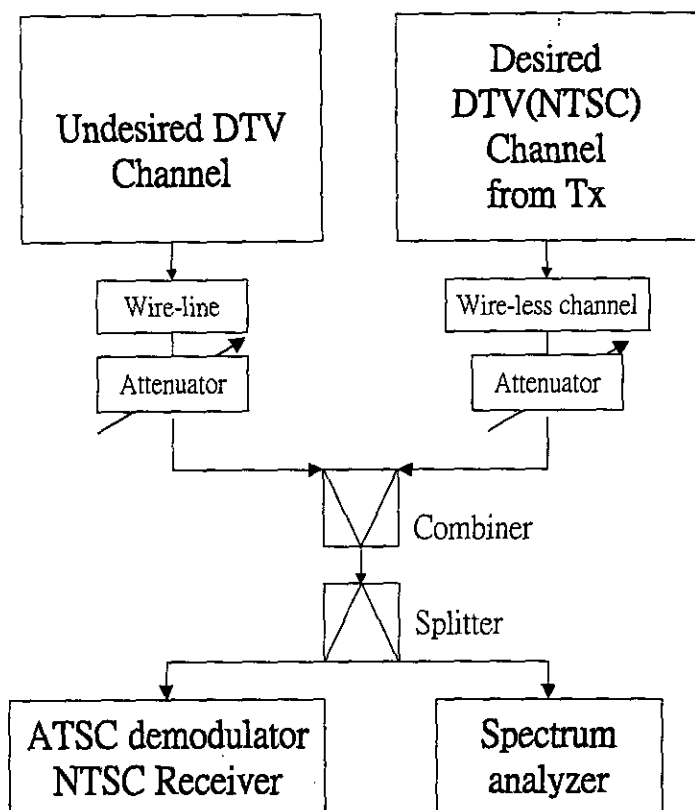 Undesired DTV
Channel
Desired
DTV(NTSC)
Channel
from Tx
Wire-line
Wire-less channel
Attenuator
Attenuator
Combiner
Splitter
ATSC demodulator
NTSC Receiver
Spectrum
analyzer